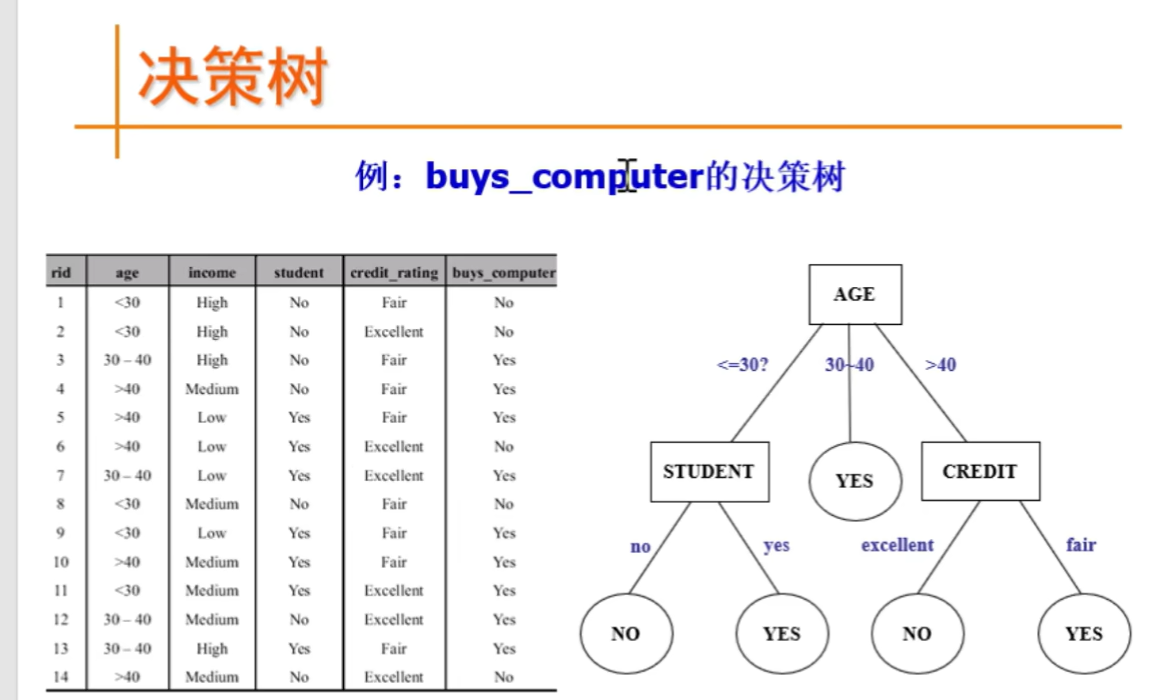 决策树
例：buys_computer的决策树
rid age income student credit_rating buys_computer
1 <30 High No Fair No
2 <30 High No Excellent No
3 30－40 High No Fair Yes
4 >40 Medium No Fair Yes
5 >40 Low Yes Fair Yes
6 >40 Low Yes Excellent No
7 30－40 Low Yes Excellent Yes
8 <30 Medium No Fair No
9 <30 Low Yes Fair Yes
10 >40 Medium Yes Fair Yes
11 <30 Medium Yes Excellent Yes
12 30－40 Medium No Excellent Yes
13 30－40 High Yes Fair Yes
14 >40 Medium No Excellent No
AGE
<=30? 30~40 >40
STUDENT YES CREDIT
no yes excellent fair
NO YES NO YES